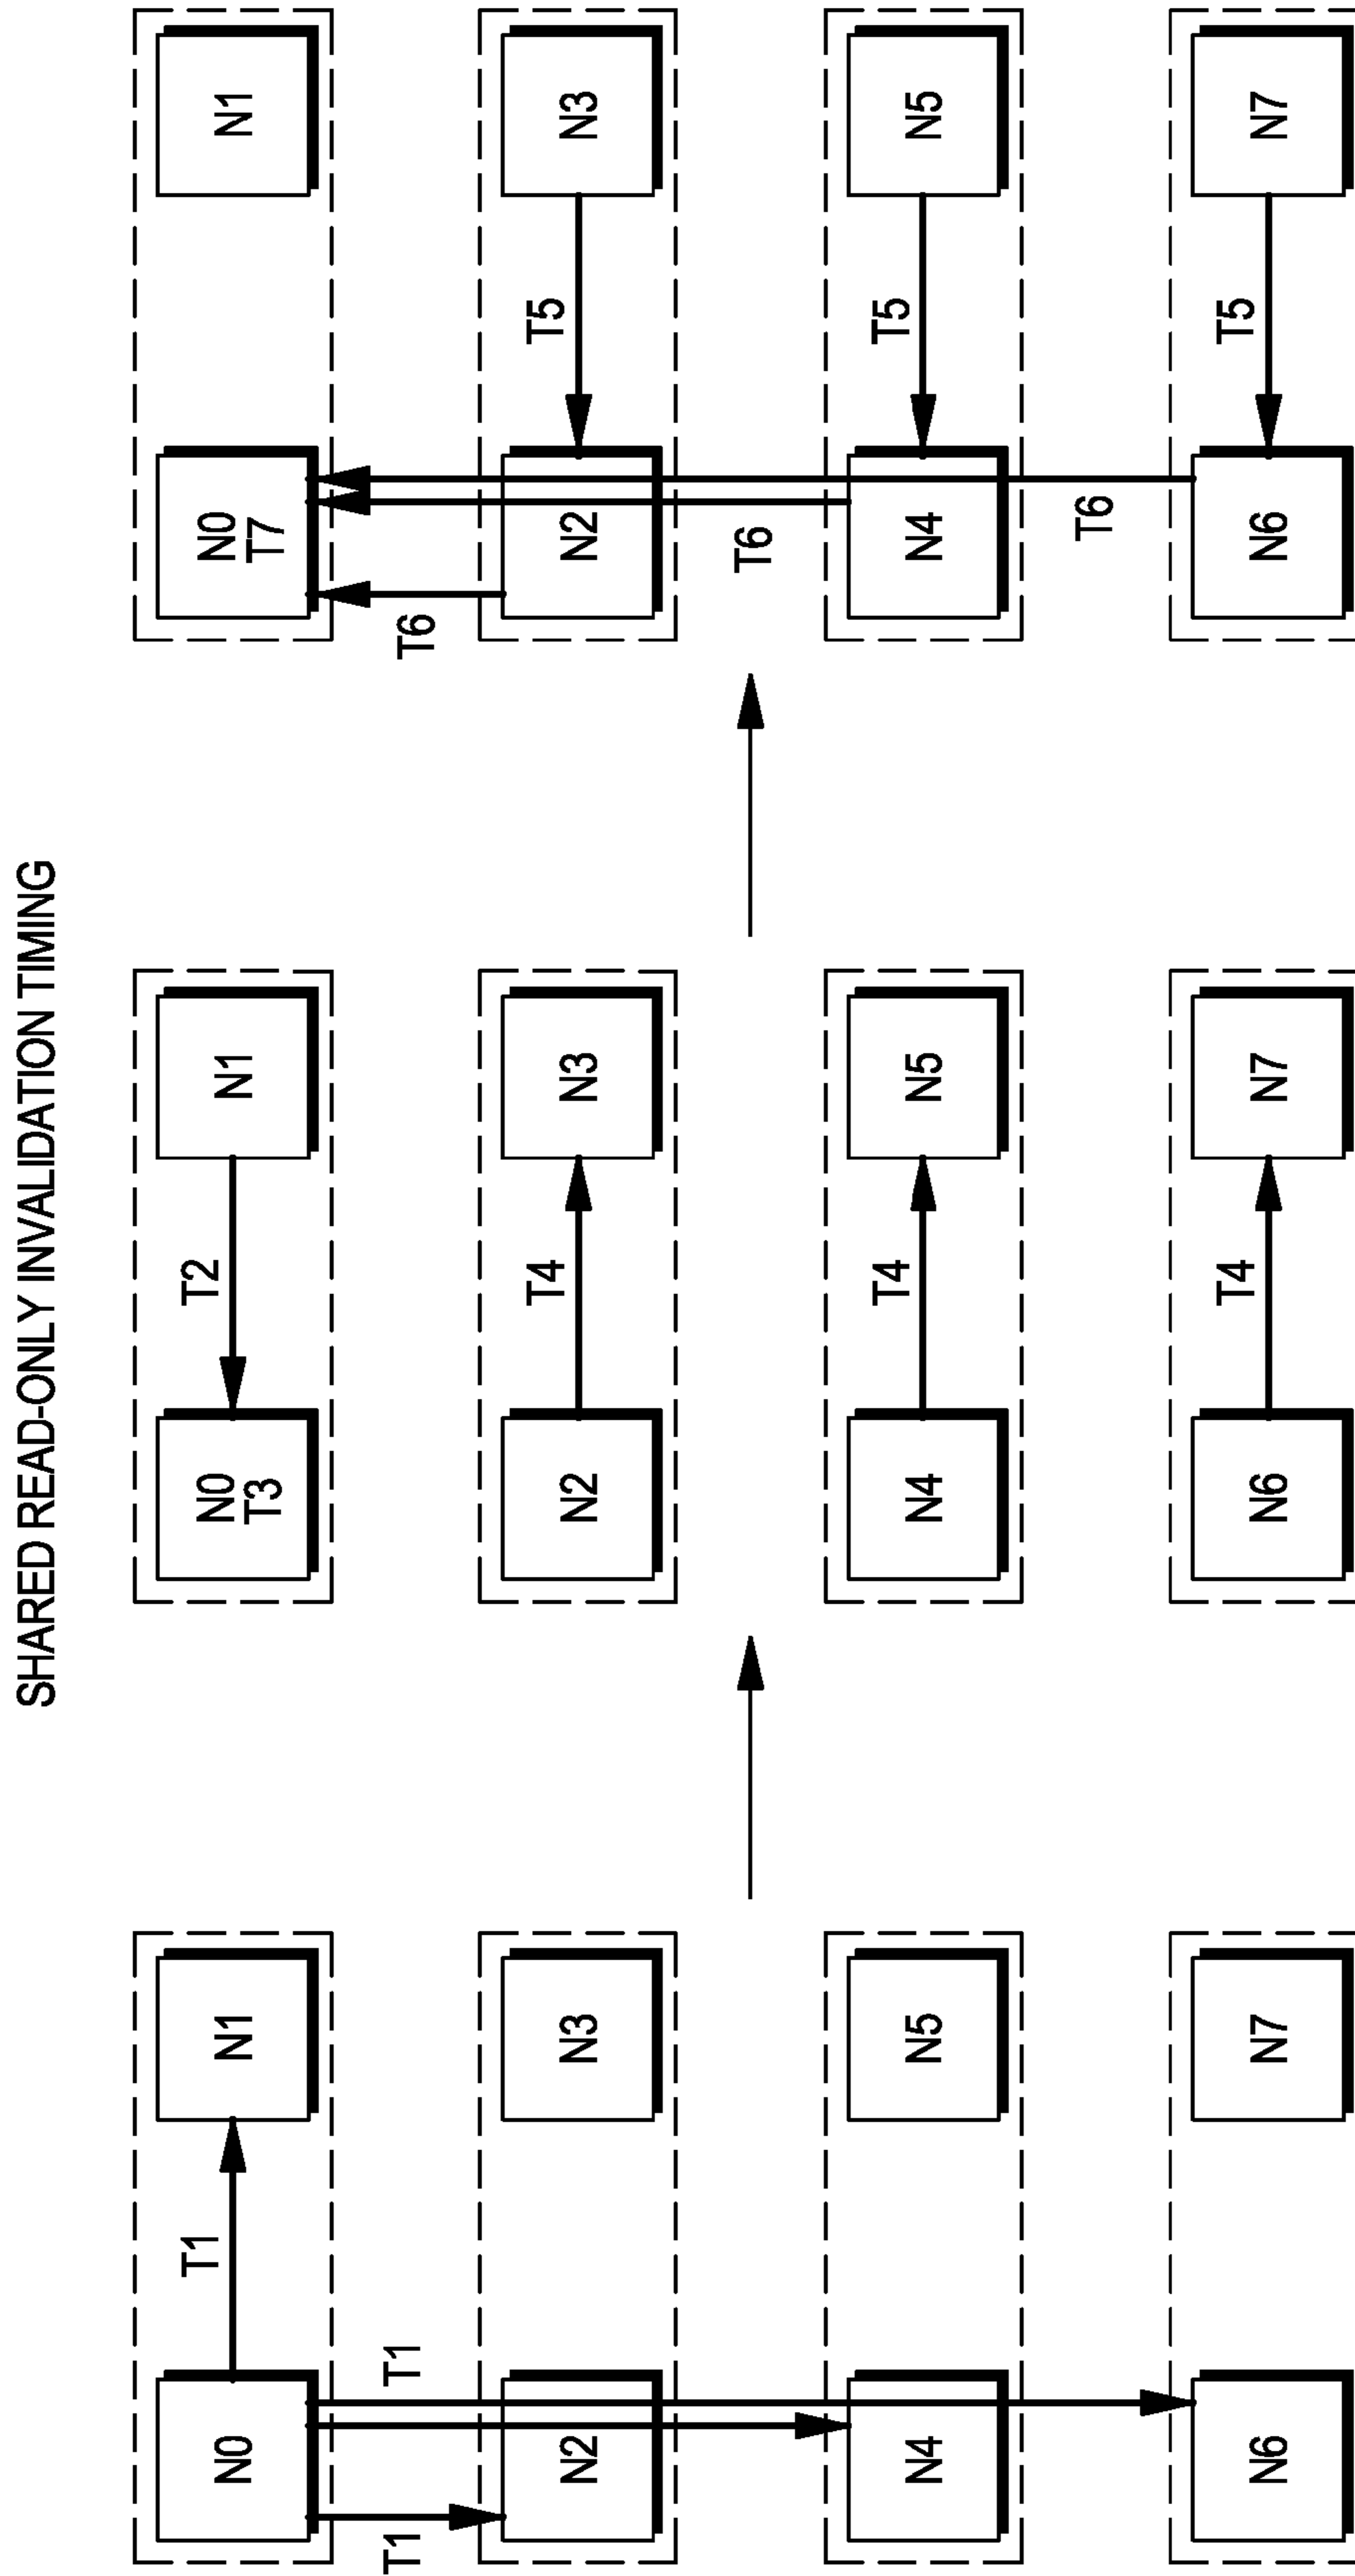 SHARED READ-ONLY INVALIDATION TIMING
T1
N0
N1
T1
T1
N2
N3
N4
N5
N6
N7
T2
N0
T3
N1
T4
N2
N3
T4
N4
N5
T4
N6
N7
N0
T7
N1
T6
T5
N2
N3
T6
T5
N4
N5
T6
T5
N6
N7